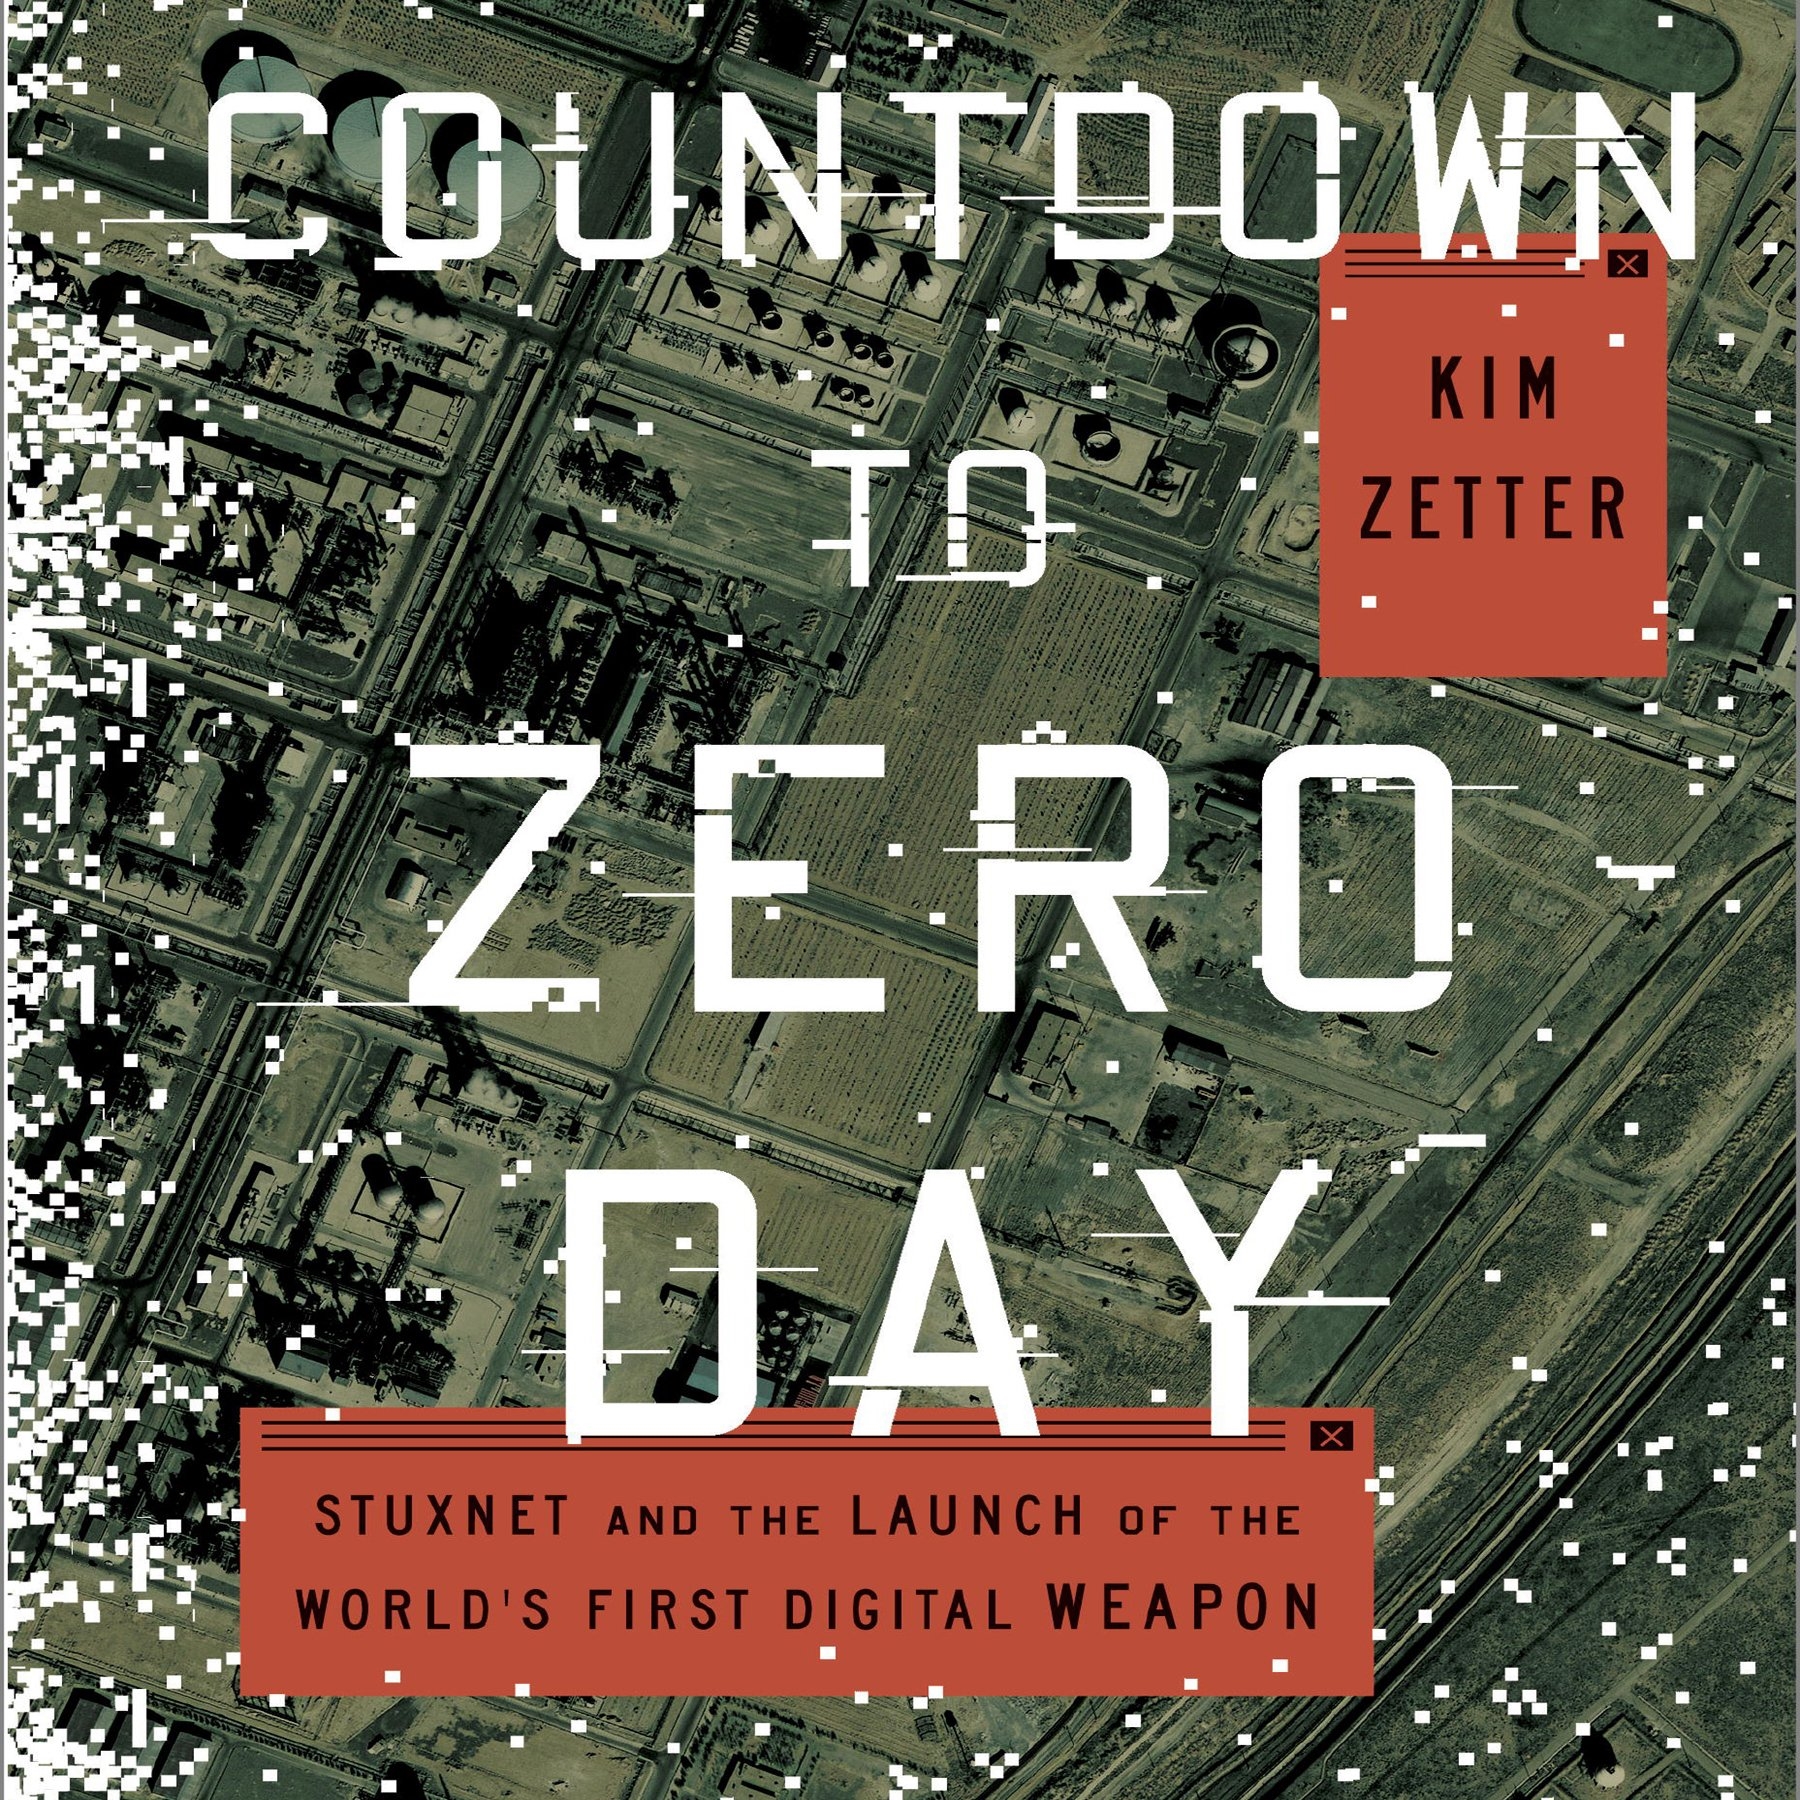 COUNTDOWN
TO
ZERO
DAY
KIM
ZETTER
STUXNET AND THE LAUNCH OF THE
WORLD'S FIRST DIGITAL WEAPON